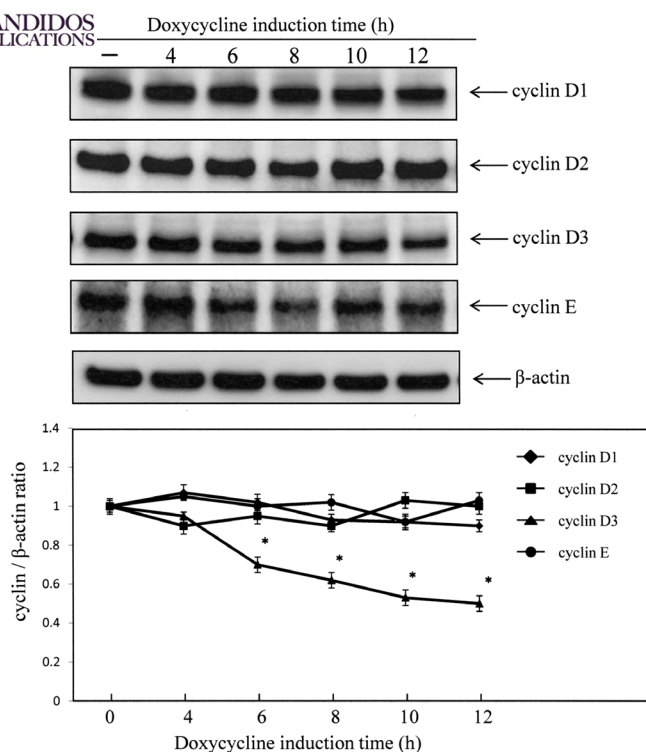 ANDIDOS
LICATIONS
Doxycycline induction time (h)
– 4 6 8 10 12
cyclin D1
cyclin D2
cyclin D3
cyclin E
β-actin
1.4
1.2
1
0.8
0.6
0.4
0.2
0
cyclin / β-actin ratio
cyclin D1
cyclin D2
cyclin D3
cyclin E
* * * *
0 4 6 8 10 12
Doxycycline induction time (h)